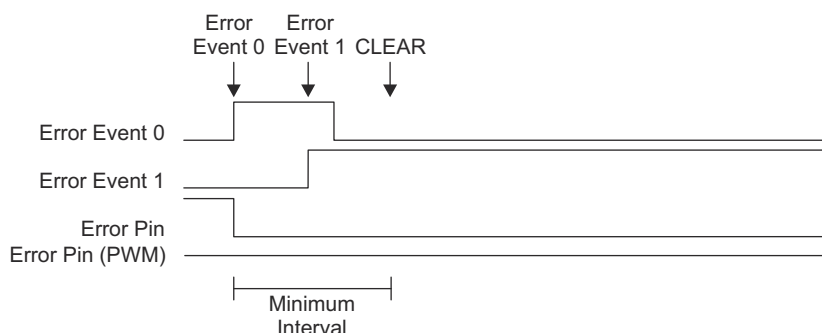 Error
Event 0
Error
Event 1
CLEAR
Error Event 0
Error Event 1
Error Pin
Error Pin (PWM)
Minimum
Interval